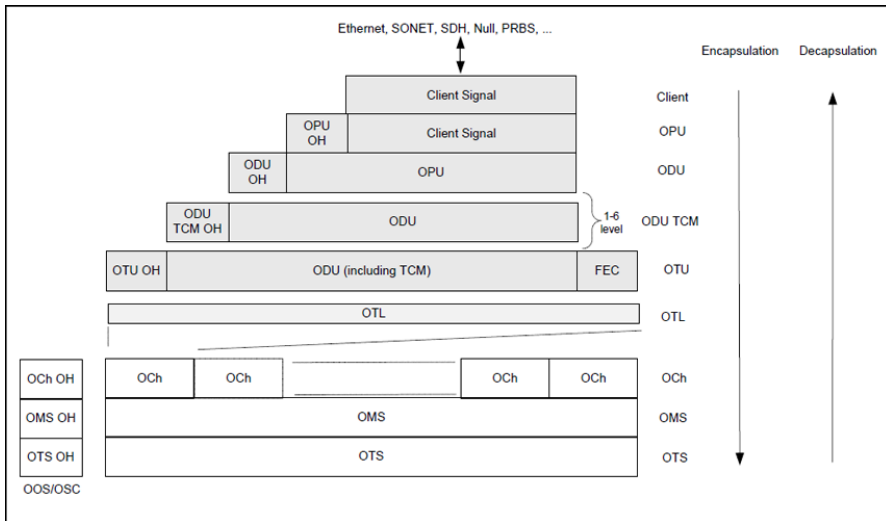 Ethernet, SONET, SDH, Null, PRBS, ...
Encapsulation
Decapsulation
Client Signal
Client
OPU
OH
Client Signal
OPU
ODU
OH
OPU
ODU
ODU
TCM OH
ODU
1-6
level
ODU TCM
OTU OH
ODU (including TCM)
FEC
OTU
OTL
OTL
OCh OH
OCh
OCh
OCh
OCh
OCh
OMS OH
OMS
OMS
OTS OH
OTS
OTS
OOS/OSC